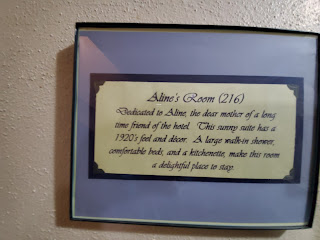 Aline's Room (216)
Dedicated to Aline, the dear mother of a long
time friend of the hotel. This sunny suite has a
1920's feel and décor. A large walk-in shower,
comfortable beds, and a kitchenette, make this room
a delightful place to stay.